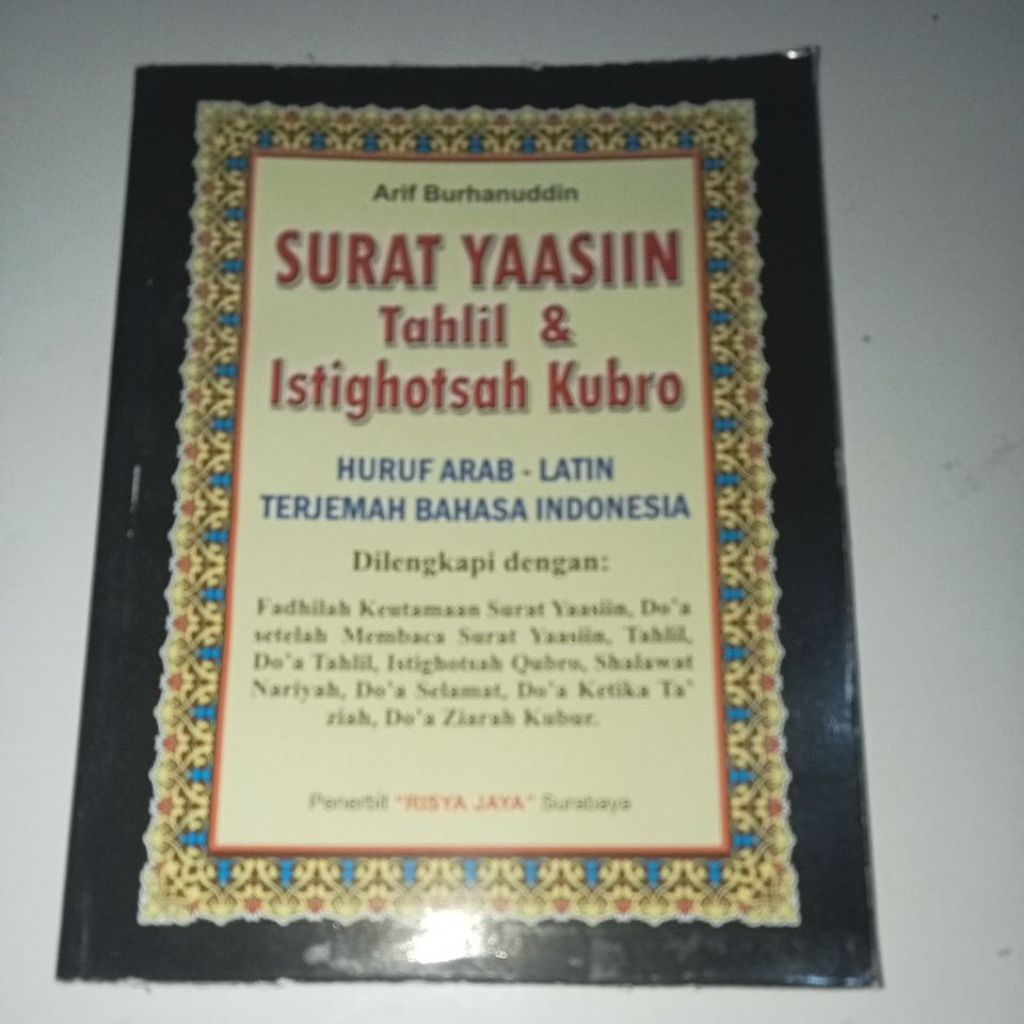 Arif Burhanuddin
SURAT YAASIIN
Tahlil &
Istighotsah Kubro
HURUF ARAB - LATIN
TERJEMAH BAHASA INDONESIA
Dilengkapi dengan:
Fadhilah Keutamaan Surat Yaasiin, Do'a
setelah Membaca Surat Yaasiin, Tahlil,
Do'a Tahlil, Istighotsah Qubro, Shalawat
Nariyah, Do'a Selamat, Do'a Ketika Ta'
ziah, Do'a Ziarah Kubur.
Penerbit "RISYA JAYA" Surabaya